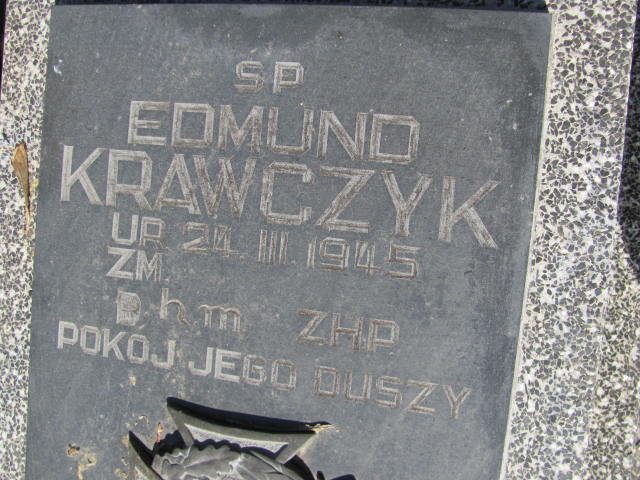 SP
EDMUND
KRAWCZYK
UR 24.III.1945
ZM.
phm ZHP
POKÓJ JEGO DUSZY